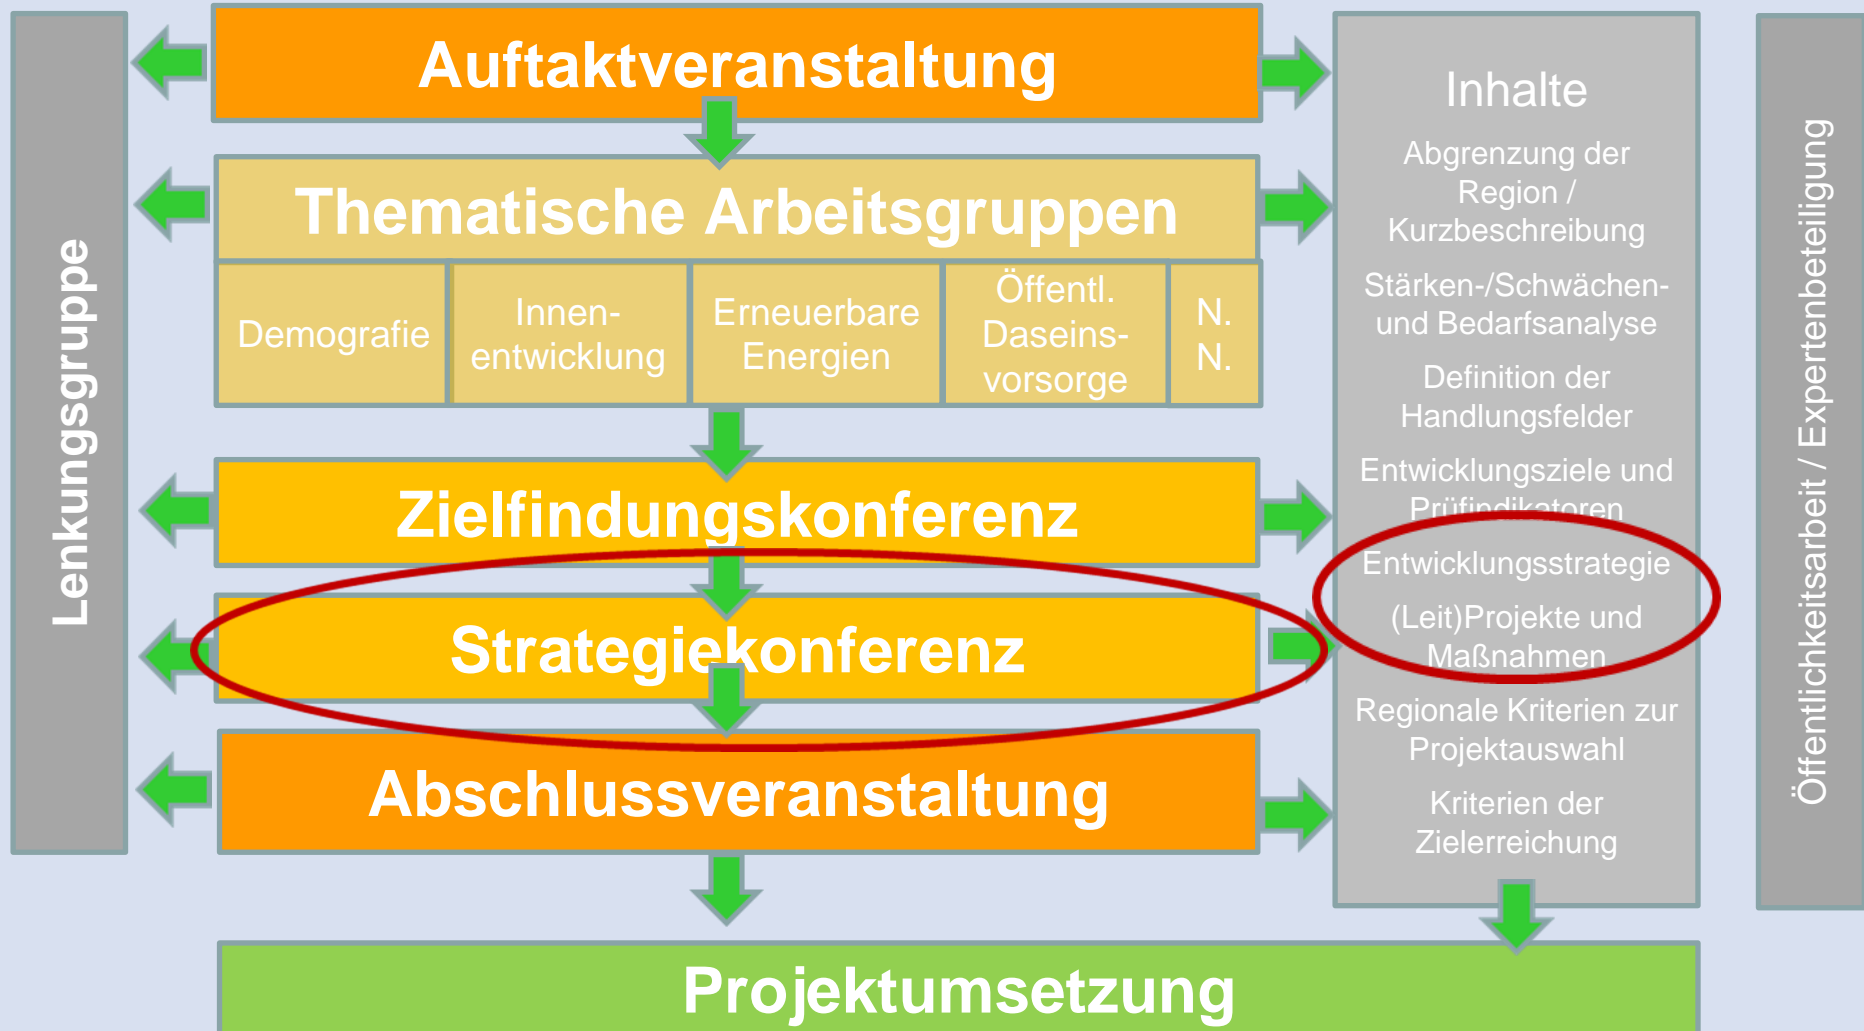 Lenkungsgruppe
Auftaktveranstaltung
Thematische Arbeitsgruppen
Demografie
Innen-
entwicklung
Erneuerbare
Energien
Öffentl.
Daseins-
vorsorge
N.
N.
Zielfindungskonferenz
Strategiekonferenz
Abschlussveranstaltung
Inhalte
Abgrenzung der
Region /
Kurzbeschreibung
Stärken-/Schwächen-
und Bedarfsanalyse
Definition der
Handlungsfelder
Entwicklungsziele und
Prüfindikatoren
Entwicklungsstrategie
(Leit)Projekte und
Maßnahmen
Regionale Kriterien zur
Projektauswahl
Kriterien der
Zielerreichung
Öffentlichkeitsarbeit / Expertenbeteiligung
Projektumsetzung